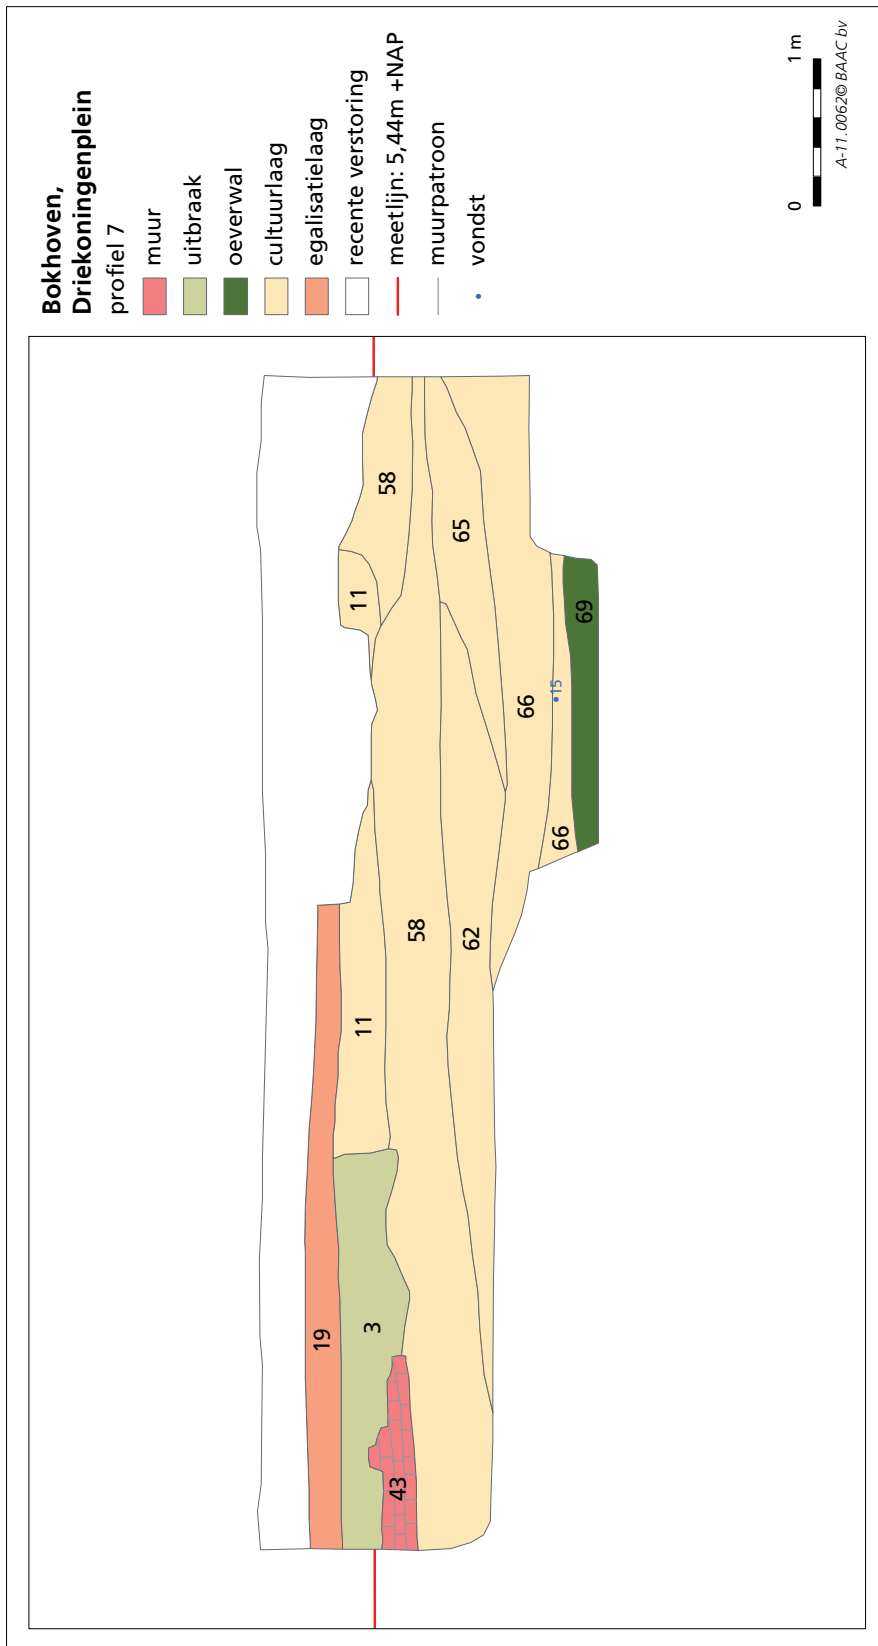 Bokhoven,
Driekoningenplein
profiel 7
muur
uitbraak
oeverwal
cultuurlaag
egalisatielaag
recente verstoring
meetlijn: 5,44m +NAP
muurpatroon
vondst
0 1 m
A-11.0062© BAAC bv
19
3
43
11
58
62
66
66
15
69
11
58
65